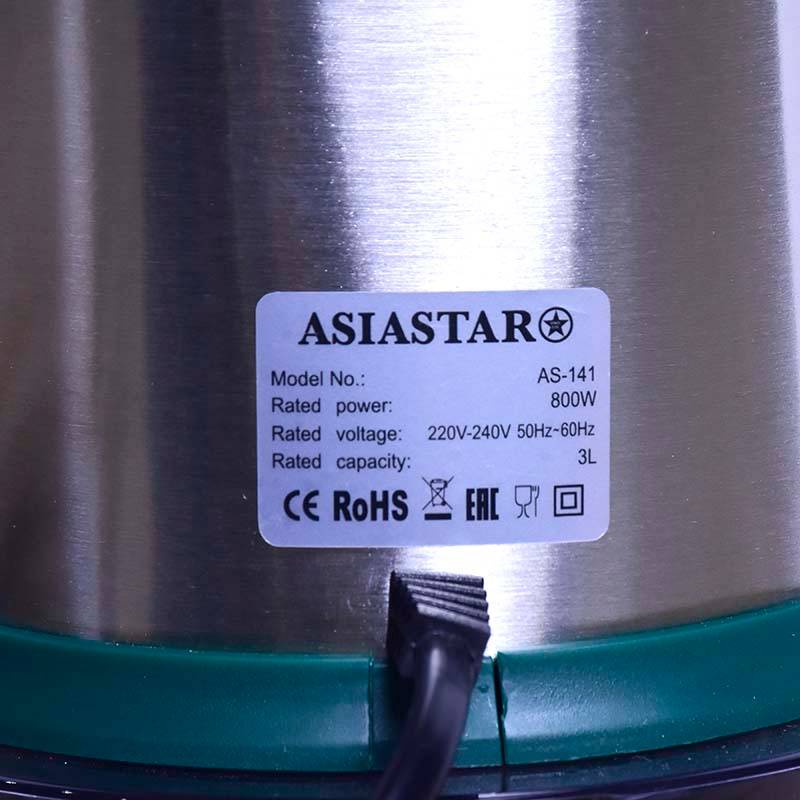 ASIASTAR
Model No.: AS-141
Rated power: 800W
Rated voltage: 220V-240V 50Hz~60Hz
Rated capacity: 3L
CE RoHS EAC